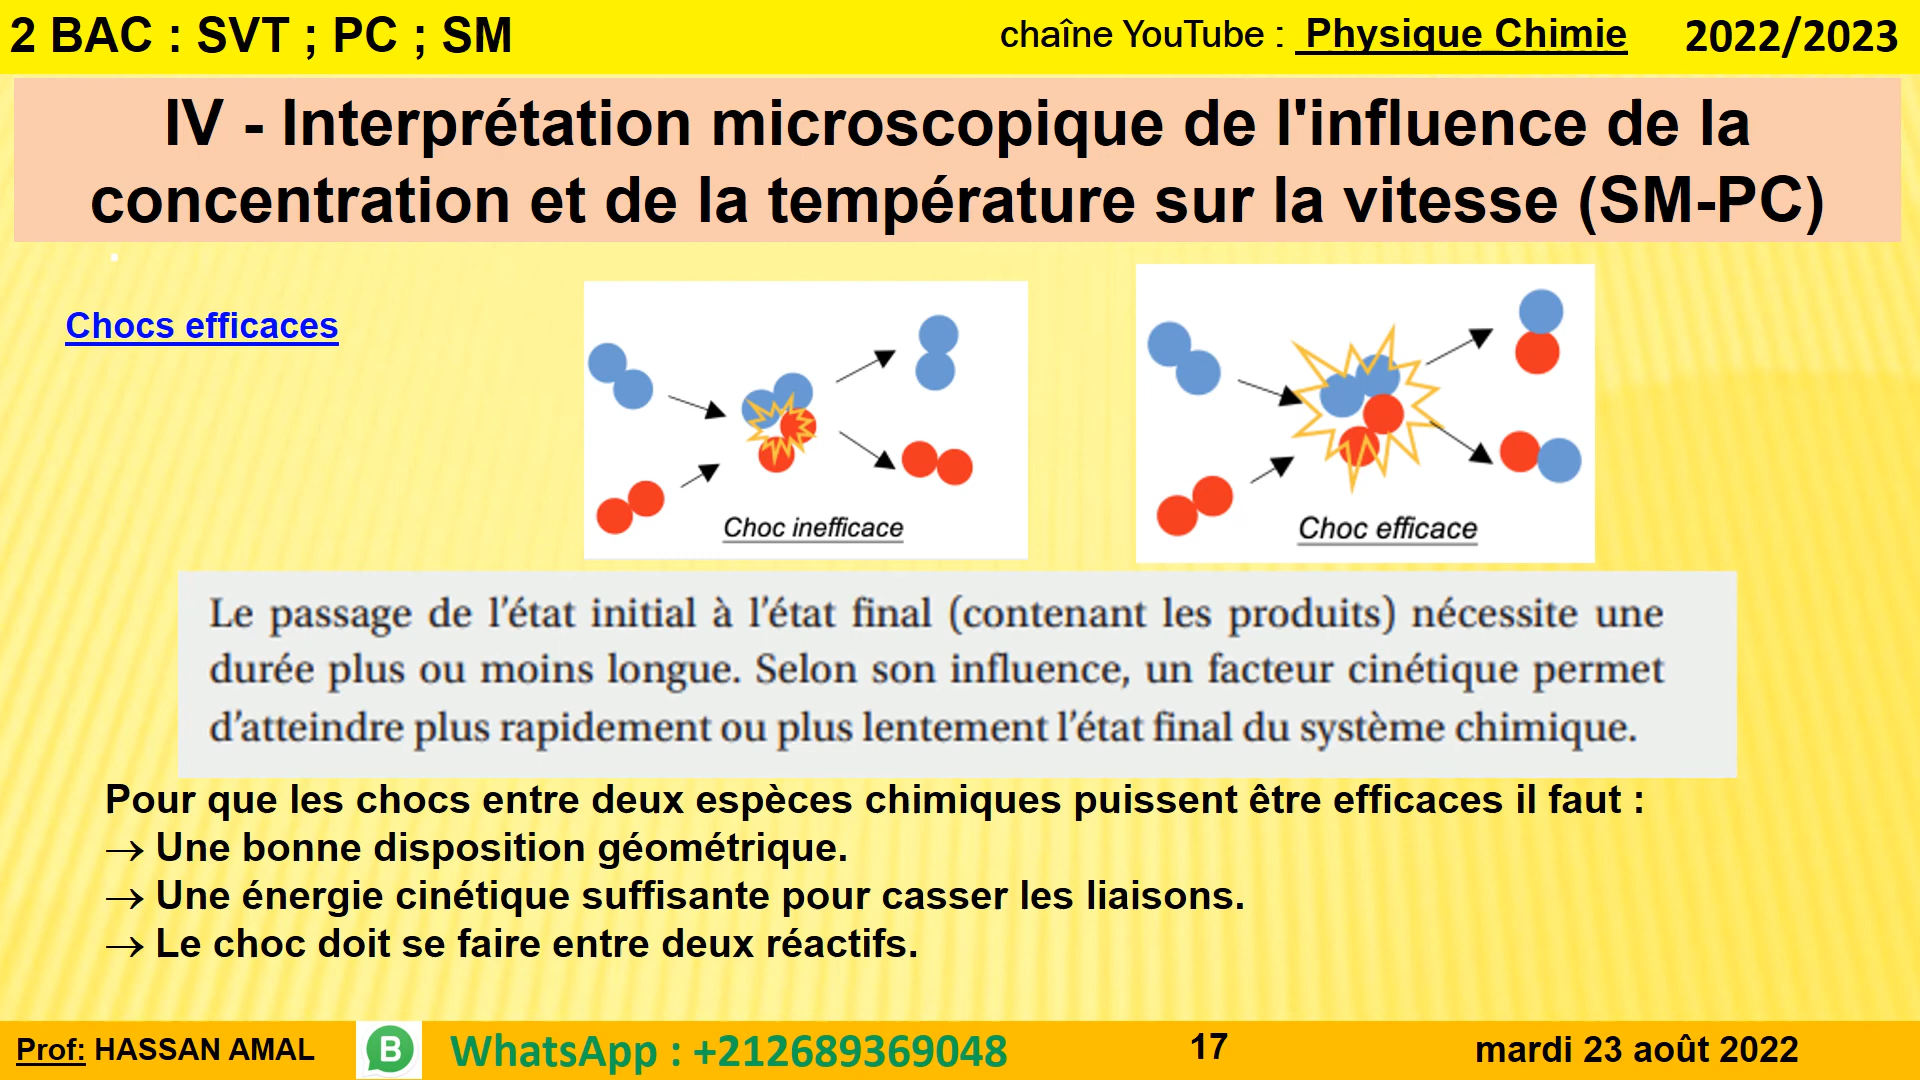 2 BAC : SVT ; PC ; SM
chaîne YouTube : Physique Chimie
2022/2023
IV - Interprétation microscopique de l'influence de la
concentration et de la température sur la vitesse (SM-PC)
Chocs efficaces
Choc inefficace
Choc efficace
Le passage de l’état initial à l’état final (contenant les produits) nécessite une
durée plus ou moins longue. Selon son influence, un facteur cinétique permet
d’atteindre plus rapidement ou plus lentement l’état final du système chimique.
Pour que les chocs entre deux espèces chimiques puissent être efficaces il faut :
→ Une bonne disposition géométrique.
→ Une énergie cinétique suffisante pour casser les liaisons.
→ Le choc doit se faire entre deux réactifs.
Prof: HASSAN AMAL
B
WhatsApp : +212689369048
17
mardi 23 août 2022